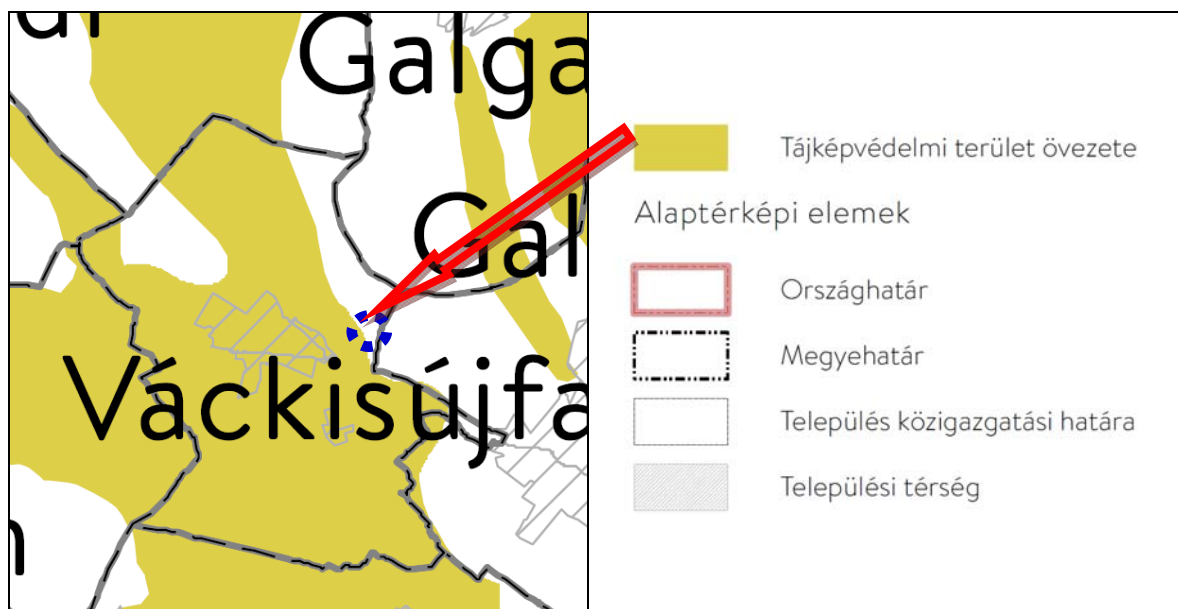 Galga
Gal
Váckisújfa
Tájképvédelmi terület övezete
Alaptérképi elemek
Országhatár
Megyehatár
Település közigazgatási határa
Települési térség